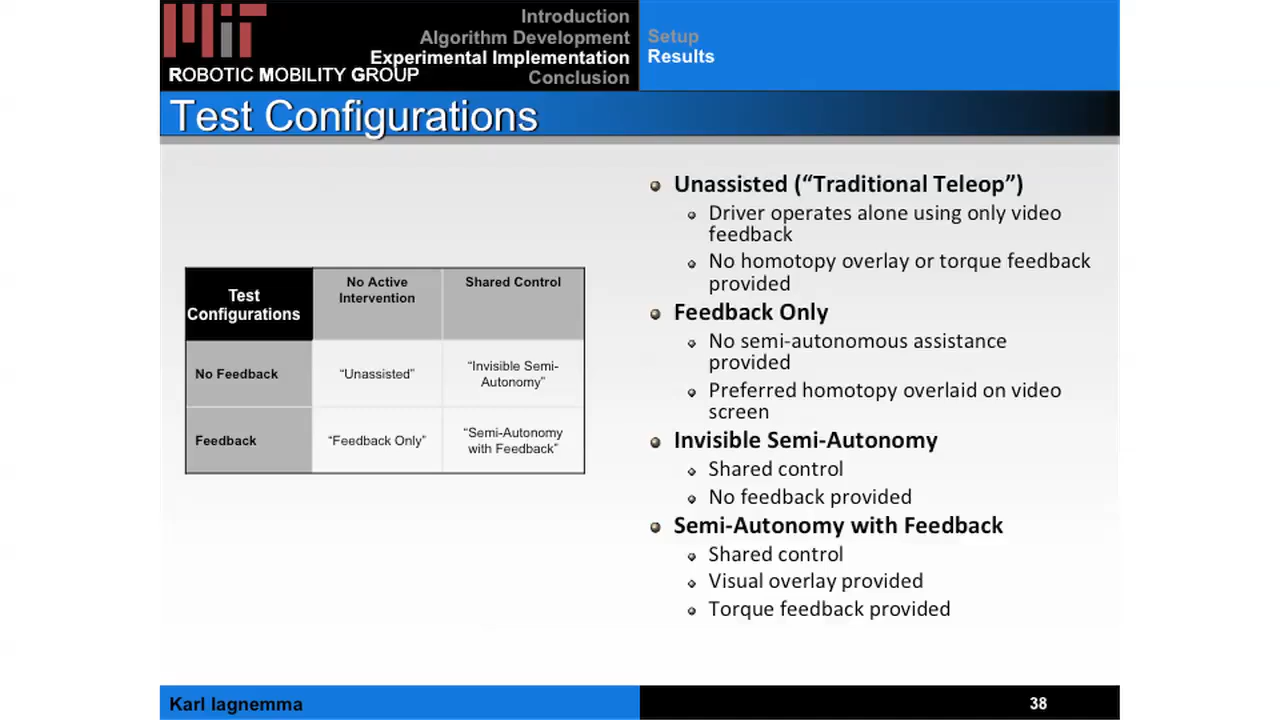 MIT
ROBOTIC MOBILITY GROUP
Introduction
Algorithm Development
Experimental Implementation
Conclusion
Setup
Results
Test Configurations
Test
Configurations
No Active
Intervention
Shared Control
No Feedback
“Unassisted”
“Invisible Semi-
Autonomy”
Feedback
“Feedback Only”
“Semi-Autonomy
with Feedback”
Unassisted (“Traditional Teleop”)
Driver operates alone using only video
feedback
No homotopy overlay or torque feedback
provided
Feedback Only
No semi-autonomous assistance
provided
Preferred homotopy overlaid on video
screen
Invisible Semi-Autonomy
Shared control
No feedback provided
Semi-Autonomy with Feedback
Shared control
Visual overlay provided
Torque feedback provided
Karl Iagnemma
38